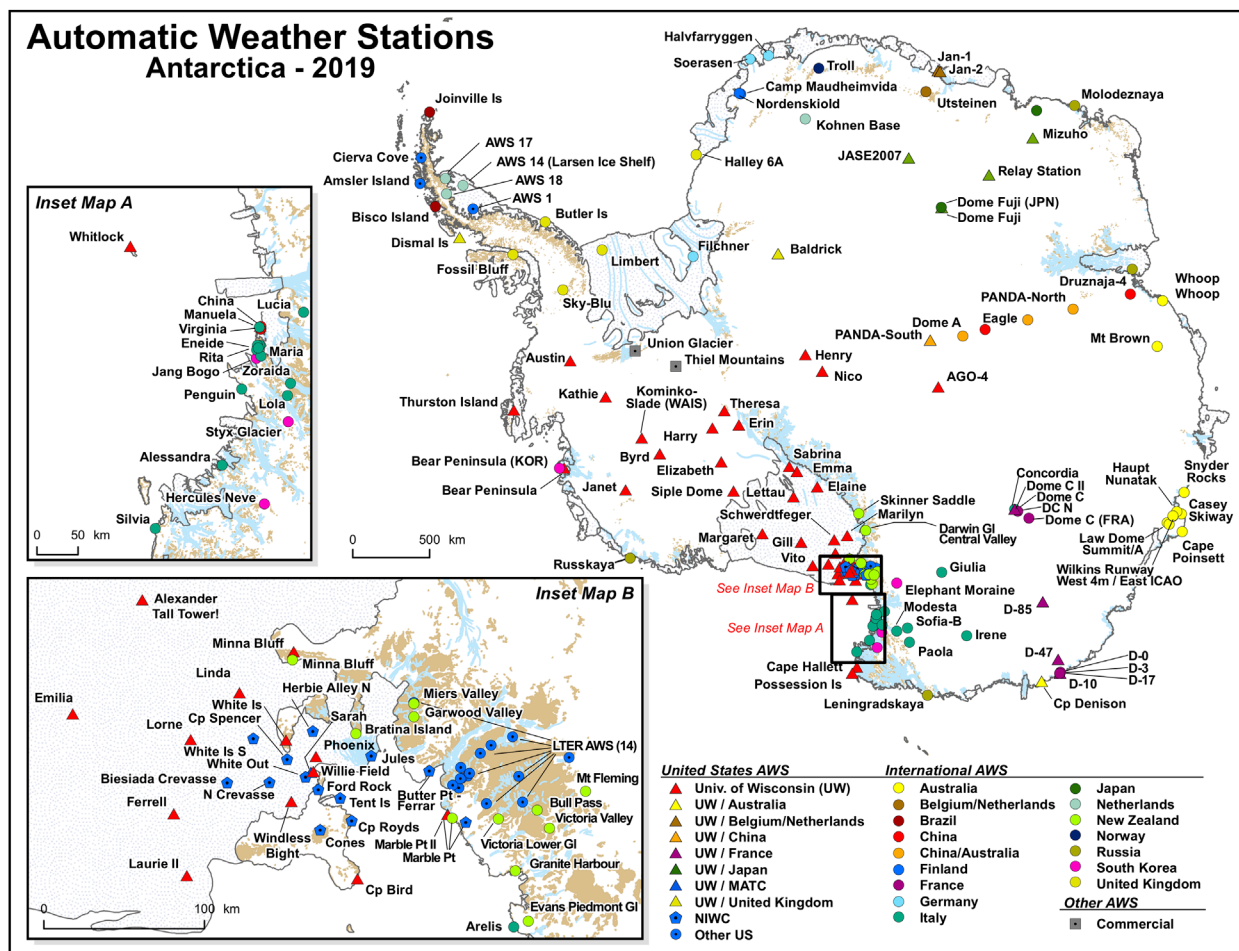 Automatic Weather Stations
Antarctica - 2019
Halvfarryggen
Soerasen
Troll
Jan-1
Jan-2
Camp Maudheimvida
Nordenskiold
Utsteinen
Molodeznaya
Kohnen Base
Mizuho
Halley 6A
JASE2007
Relay Station
Dome Fuji (JPN)
Dome Fuji
Joinville Is
AWS 17
Cierva Cove
AWS 14 (Larsen Ice Shelf)
Amsler Island
AWS 18
AWS 1
Bisco Island
Butler Is
Dismal Is
Fossil Bluff
Limbert
Filchner
Baldrick
Sky-Blu
Druznaja-4
Whoop
Whoop
PANDA-North
Eagle
Dome A
PANDA-South
Mt Brown
Union Glacier
Thiel Mountains
Austin
Henry
Nico
AGO-4
Kathie
Thurston Island
Kominko-
Slade (WAIS)
Theresa
Erin
Harry
Byrd
Bear Peninsula (KOR)
Elizabeth
Sabrina
Emma
Bear Peninsula
Janet
Siple Dome
Lettau
Elaine
Skinner Saddle
Schwerdtfeger
Marilyn
Margaret
Gill
Darwin Gl
Central Valley
Vito
Russkaya
Concordia
Dome C II
Dome C
DC N
Dome C (FRA)
Haupt
Nunatak
Snyder
Rocks
Casey
Skiway
Law Dome
Summit/A
Cape
Poinsett
Wilkins Runway
West 4m / East ICAO
Giulia
See Inset Map B
Elephant Moraine
D-85
Modesta
Sofia-B
See Inset Map A
Irene
Paola
D-47
D-0
D-3
D-17
D-10
Cape Hallett
Possession Is
Leningradskaya
Cp Denison
0 500 km
Inset Map A
Whitlock
China
Lucia
Manuela
Virginia
Eneide
Rita
Maria
Jang Bogo
Zoraida
Penguin
Lola
Styx Glacier
Alessandra
Hercules Neve
Silvia
0 50 km
Inset Map B
Alexander
Tall Tower!
Minna Bluff
Minna Bluff
Linda
Herbie Alley N
Miers Valley
Emilia
White Is
Garwood Valley
Cp Spencer
Sarah
Lorne
Bratina Island
LTER AWS (14)
White Is S
Phoenix
Jules
White Out
Biesiada Crevasse
Willie Field
Mt Fleming
N Crevasse
Ford Rock
Butter Pt -
Ferrar
Tent Is
Bull Pass
Ferrell
Victoria Valley
Cp Royds
Windless
Bight
Cones
Marble Pt II
Marble Pt
Victoria Lower Gl
Laurie II
Granite Harbour
Cp Bird
Evans Piedmont Gl
Arelis
0 100 km
United States AWS
Univ. of Wisconsin (UW)
UW / Australia
UW / Belgium/Netherlands
UW / China
UW / France
UW / Japan
UW / MATC
UW / United Kingdom
NIWC
Other US
International AWS
Australia
Belgium/Netherlands
Brazil
China
China/Australia
Finland
France
Germany
Italy
Japan
Netherlands
New Zealand
Norway
Russia
South Korea
United Kingdom
Other AWS
Commercial